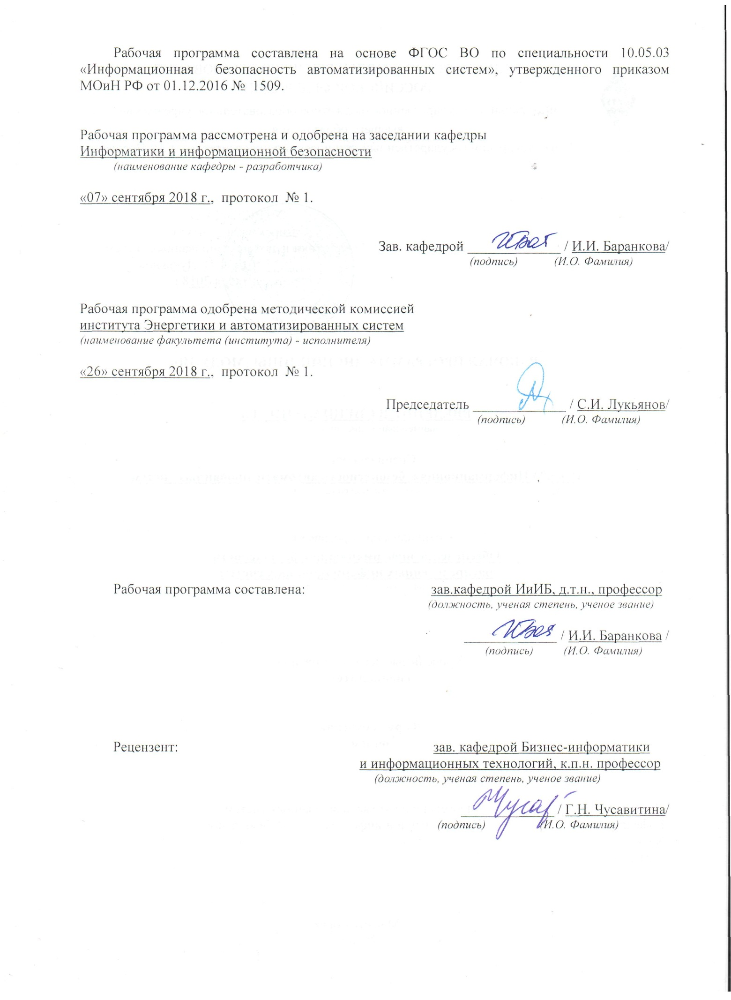 Рабочая программа составлена на основе ФГОС ВО по специальности 10.05.03
«Информационная безопасность автоматизированных систем», утвержденного приказом
МОиН РФ от 01.12.2016 № 1509.
Рабочая программа рассмотрена и одобрена на заседании кафедры
Информатики и информационной безопасности
(наименование кафедры - разработчика)
«07» сентября 2018 г., протокол № 1.
Зав. кафедрой ______________ / И.И. Баранкова/
(подпись) (И.О. Фамилия)
Рабочая программа одобрена методической комиссией
института Энергетики и автоматизированных систем
(наименование факультета (института) - исполнителя)
«26» сентября 2018 г., протокол № 1.
Председатель ______________ / С.И. Лукьянов/
(подпись) (И.О. Фамилия)
Рабочая программа составлена: зав.кафедрой ИиИБ, д.т.н., профессор
(должность, ученая степень, ученое звание)
______________ / И.И. Баранкова /
(подпись) (И.О. Фамилия)
Рецензент: зав. кафедрой Бизнес-информатики
и информационных технологий, к.п.н. профессор
(должность, ученая степень, ученое звание)
______________ / Г.Н. Чусавитина/
(подпись) (И.О. Фамилия)